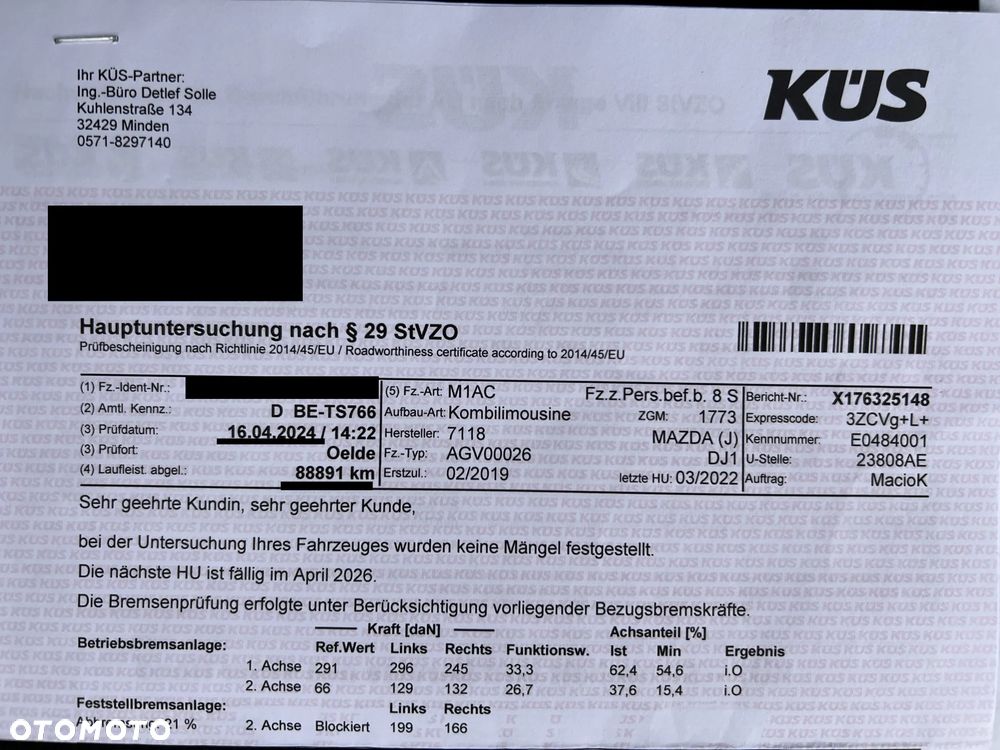 Ihr KÜS-Partner:
Ing.-Büro Detlef Solle
Kuhlenstraße 134
32429 Minden
0571-8297140
KÜS
Hauptuntersuchung nach § 29 StVZO
Prüfbescheinigung nach Richtlinie 2014/45/EU / Roadworthiness certificate according to 2014/45/EU
(1) Fz.-Ident-Nr.: (5) Fz.-Art: M1AC Fz.z.Pers.bef.b. 8 S Bericht-Nr.: X176325148
(2) Amtl. Kennz.: D BE-TS766 Aufbau-Art: Kombilimousine ZGM: 1773 Expresscode: 3ZCVg+L+
(3) Prüfdatum: 16.04.2024 / 14:22 Hersteller: 7118 MAZDA (J) Kennnummer: E0484001
(3) Prüfort: Oelde Fz.-Typ: AGV00026 DJ1 U-Stelle: 23808AE
(4) Laufleist. abgel.: 88891 km Erstzul.: 02/2019 letzte HU: 03/2022 Auftrag: MacioK
Sehr geehrte Kundin, sehr geehrter Kunde,
bei der Untersuchung Ihres Fahrzeuges wurden keine Mängel festgestellt.
Die nächste HU ist fällig im April 2026.
Die Bremsenprüfung erfolgte unter Berücksichtigung vorliegender Bezugsbremskräfte.
Kraft [daN] Achsanteil [%]
Betriebsbremsanlage: Ref.Wert Links Rechts Funktionsw. Ist Min Ergebnis
1. Achse 291 296 245 33,3 62,4 54,6 i.O
2. Achse 66 129 132 26,7 37,6 15,4 i.O
Feststellbremsanlage: Links Rechts
21 % 2. Achse Blockiert 199 166
OTOMOTO